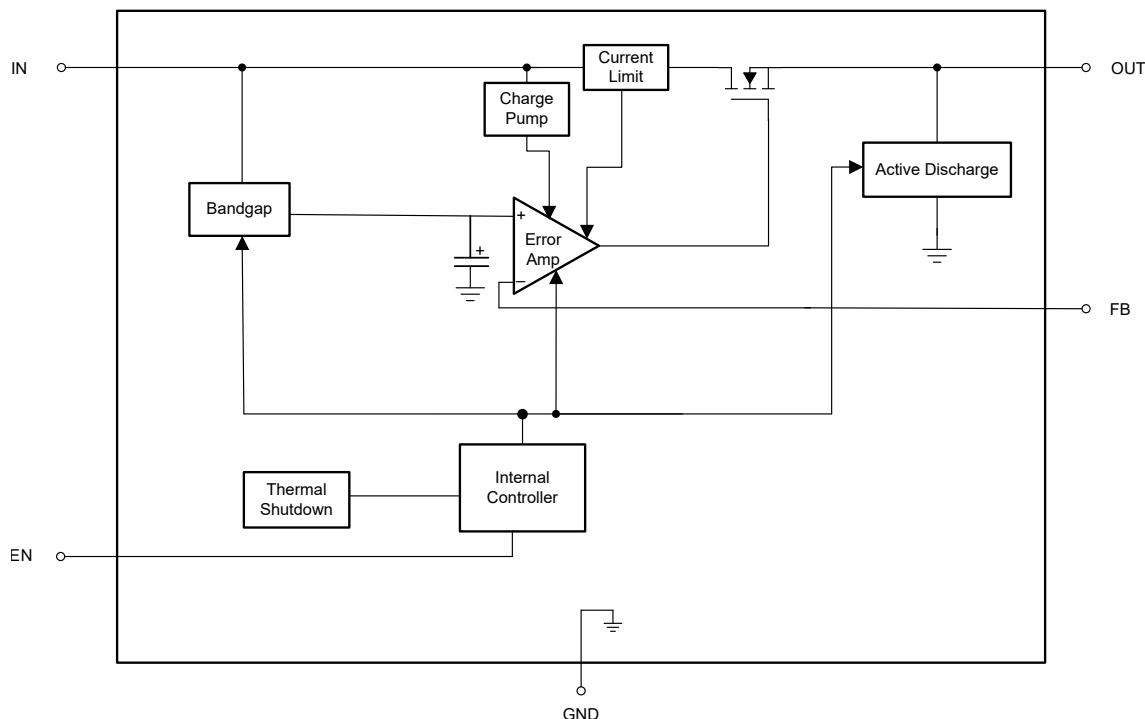 IN
Current
Limit
OUT
Charge
Pump
Active Discharge
Bandgap
+
Error
Amp
+
−
FB
Internal
Controller
Thermal
Shutdown
EN
GND